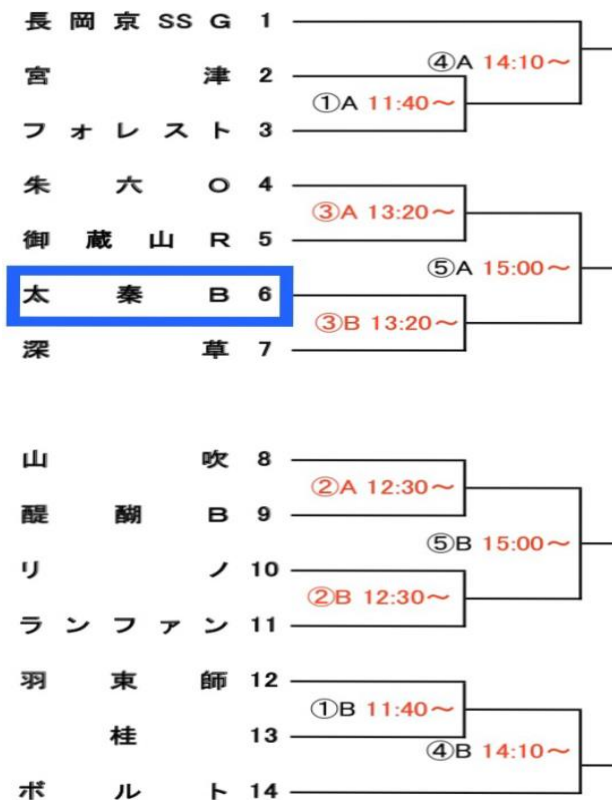 長岡京SSG 1
④A 14:10～
宮津 2
①A 11:40～
フォレスト 3
朱六O 4
③A 13:20～
御蔵山R 5
⑤A 15:00～
太秦B 6
③B 13:20～
深草 7
山吹 8
②A 12:30～
醍醐B 9
⑤B 15:00～
リノ 10
②B 12:30～
ランファン 11
羽東師 12
①B 11:40～
桂 13
④B 14:10～
ボルト 14